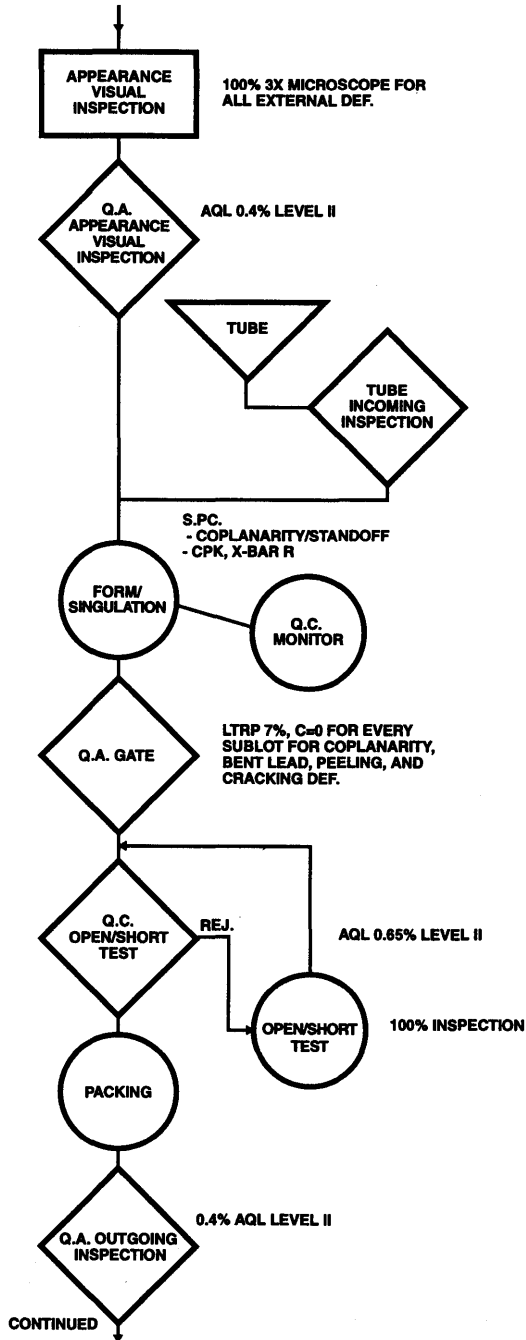 APPEARANCE
VISUAL
INSPECTION
100% 3X MICROSCOPE FOR
ALL EXTERNAL DEF.
Q.A.
APPEARANCE
VISUAL
INSPECTION
AQL 0.4% LEVEL II
TUBE
TUBE
INCOMING
INSPECTION
S.PC.
- COPLANARITY/STANDOFF
- CPK, X-BAR R
FORM/
SINGULATION
Q.C.
MONITOR
Q.A. GATE
LTRP 7%, C=0 FOR EVERY
SUBLOT FOR COPLANARITY,
BENT LEAD, PEELING, AND
CRACKING DEF.
Q.C.
OPEN/SHORT
TEST
REJ.
AQL 0.65% LEVEL II
OPEN/SHORT
TEST
100% INSPECTION
PACKING
Q.A. OUTGOING
INSPECTION
0.4% AQL LEVEL II
CONTINUED